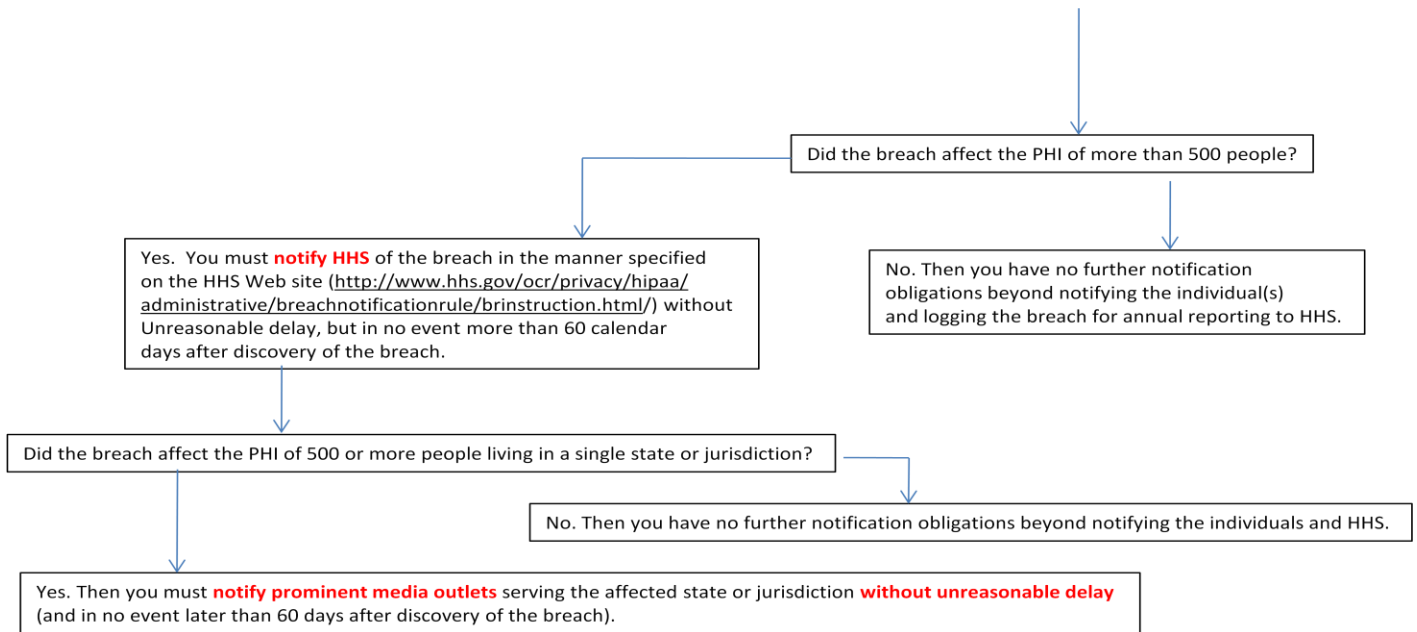 Did the breach affect the PHI of more than 500 people?
Yes.  You must notify HHS of the breach in the manner specified
on the HHS Web site (http://www.hhs.gov/ocr/privacy/hipaa/
administrative/breachnotificationrule/brinstruction.html/) without
Unreasonable delay, but in no event more than 60 calendar
days after discovery of the breach.
No. Then you have no further notification
obligations beyond notifying the individual(s)
and logging the breach for annual reporting to HHS.
Did the breach affect the PHI of 500 or more people living in a single state or jurisdiction?
No. Then you have no further notification obligations beyond notifying the individuals and HHS.
Yes. Then you must notify prominent media outlets serving the affected state or jurisdiction without unreasonable delay
(and in no event later than 60 days after discovery of the breach).